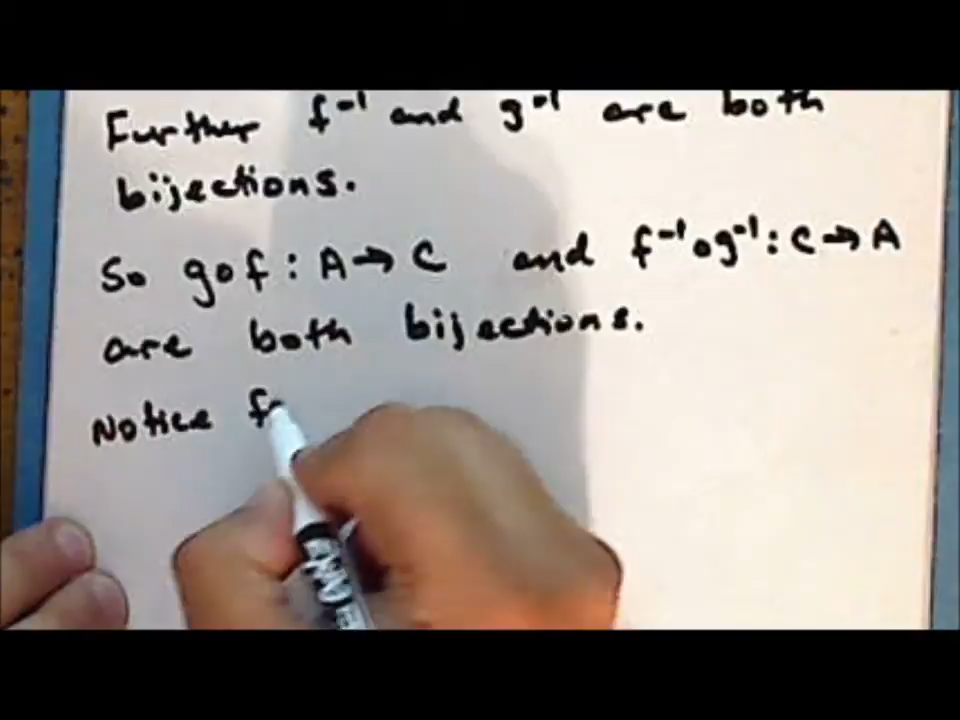 Further f⁻¹ and g⁻¹ are both
bijections.
So g∘f : A→C and f⁻¹∘g⁻¹ : C→A
are both bijections.
Notice